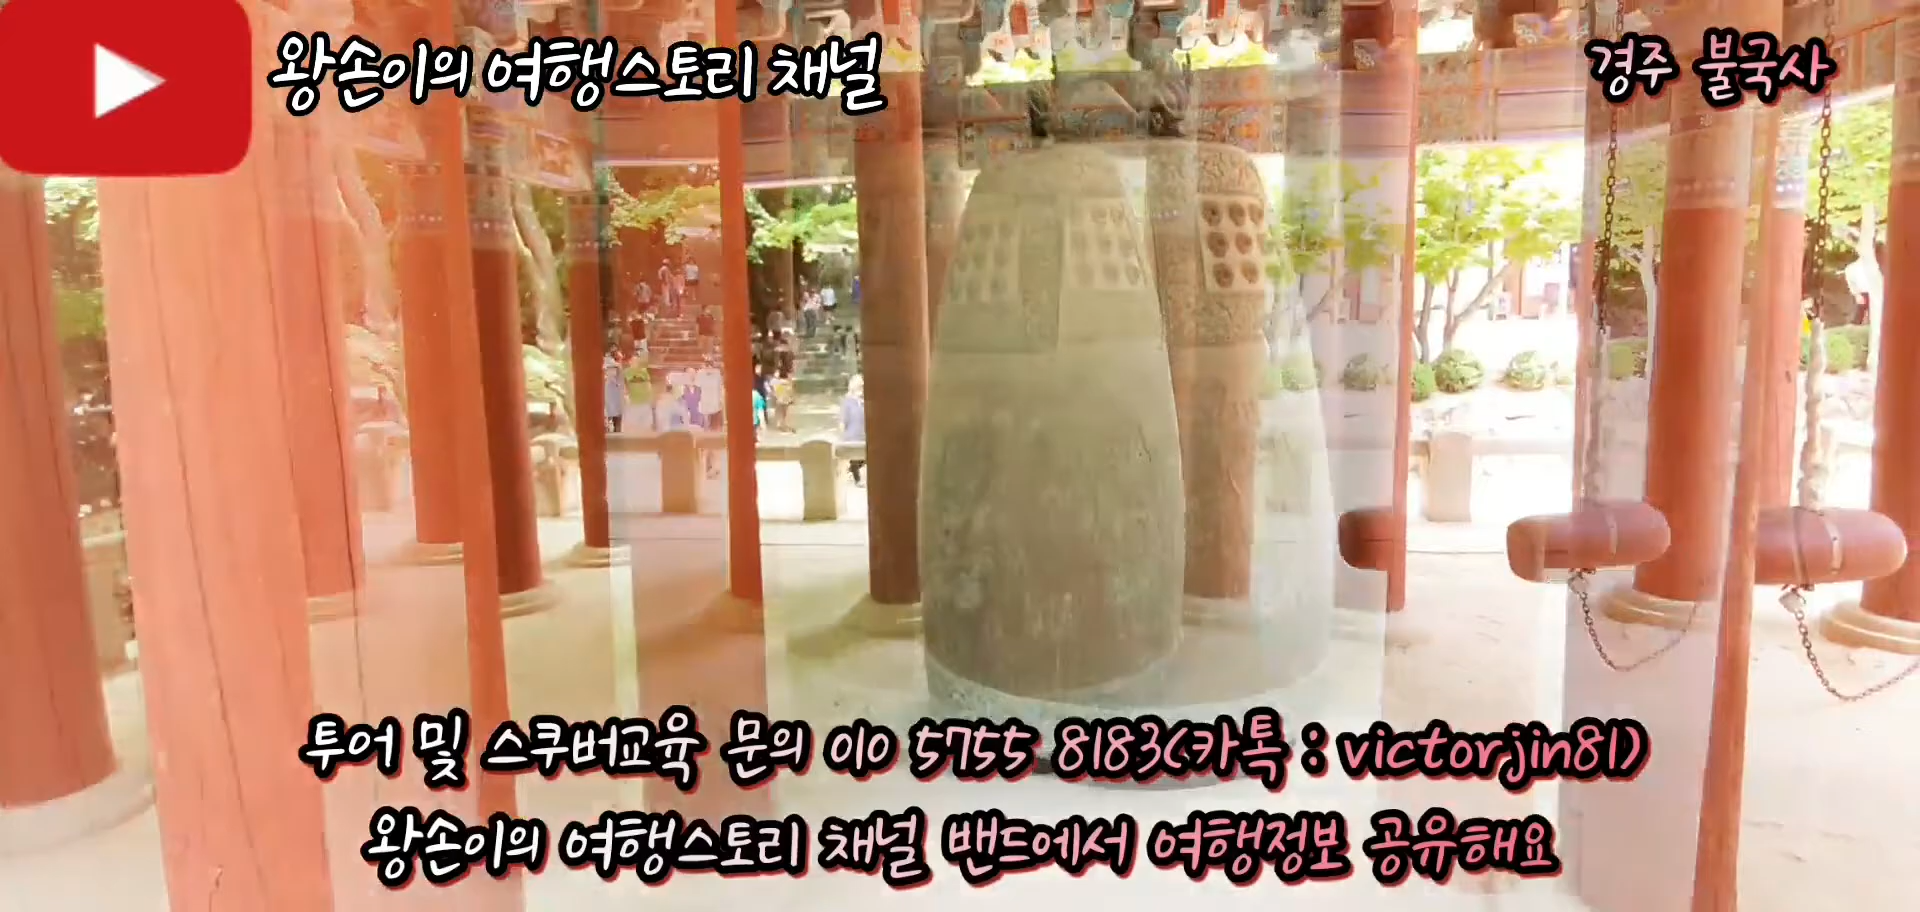 왕손이의 여행스토리 채널
경주 불국사
투어 및 스쿠버교육 문의 010 5755 8183(카톡 : victorjin81)
왕손이의 여행스토리 채널 밴드에서 여행정보 공유해요